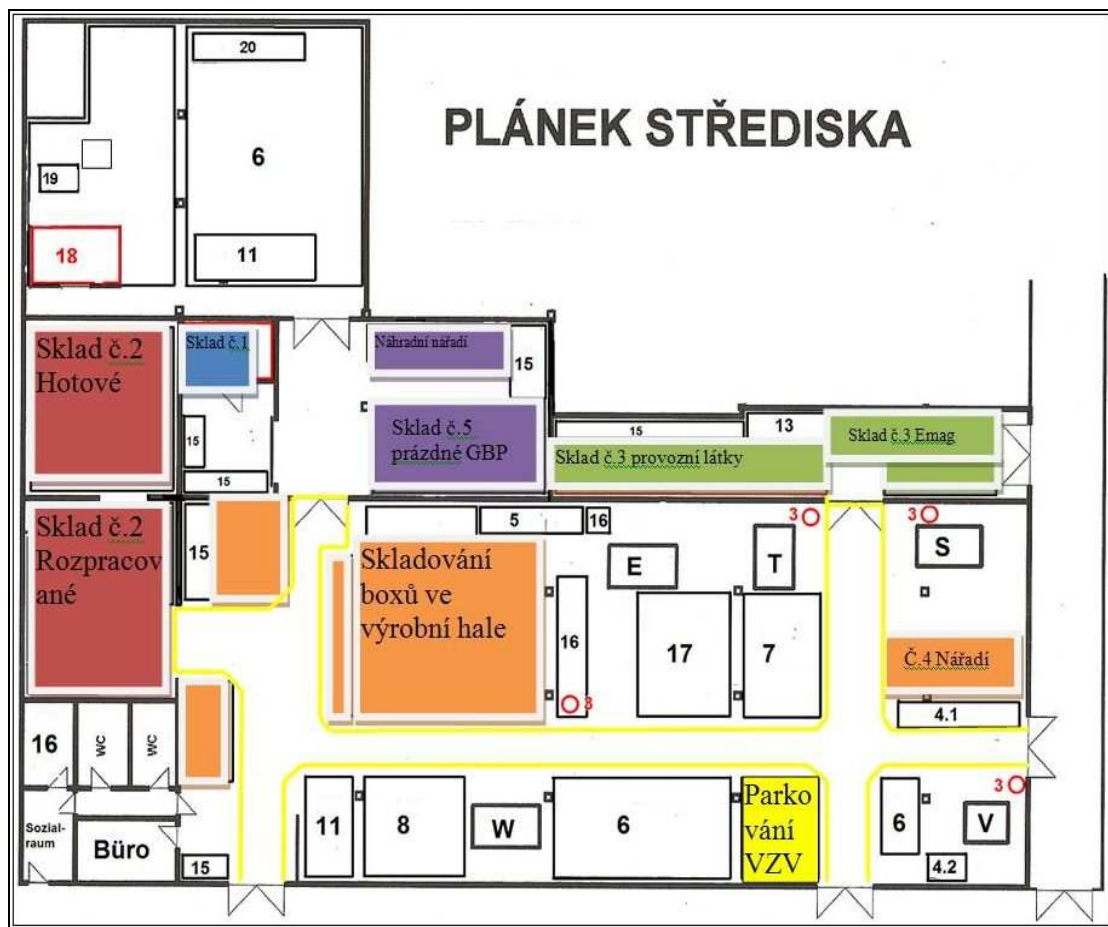 PLÁNEK STŘEDISKA
20
6
19
18
11
Sklad č.2
Hotové
Sklad č.1
Náhradní nářadí
15
Sklad č.5
prázdné GBP
15
15
15
Sklad č.3 provozní látky
13
Sklad č.3 Emag
Sklad č.2
Rozpracov
ané
15
Skladování
boxů ve
výrobní hale
5
16
E
T
3
3
S
16
17
7
3
Č.4 Nářadí
4.1
16
WC
WC
Sozial-
raum
Büro
15
11
8
W
6
Parko
vání
VZV
6
3
V
4.2